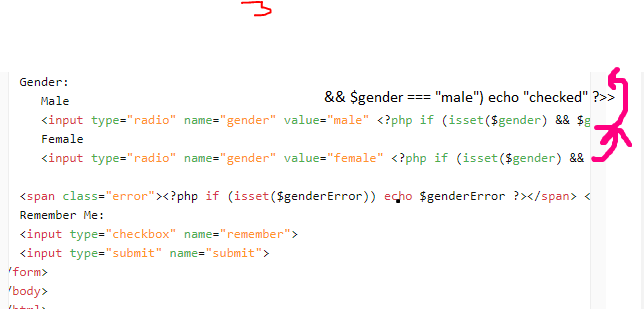 3
Gender:
Male
&& $gender === "male") echo "checked" ?>>
<input type="radio" name="gender" value="male" <?php if (isset($gender) && $g
Female
<input type="radio" name="gender" value="female" <?php if (isset($gender) &&
<span class="error"><?php if (isset($genderError)) echo $genderError ?></span> <
Remember Me:
<input type="checkbox" name="remember">
<input type="submit" name="submit">
/form>
/body>
/html>